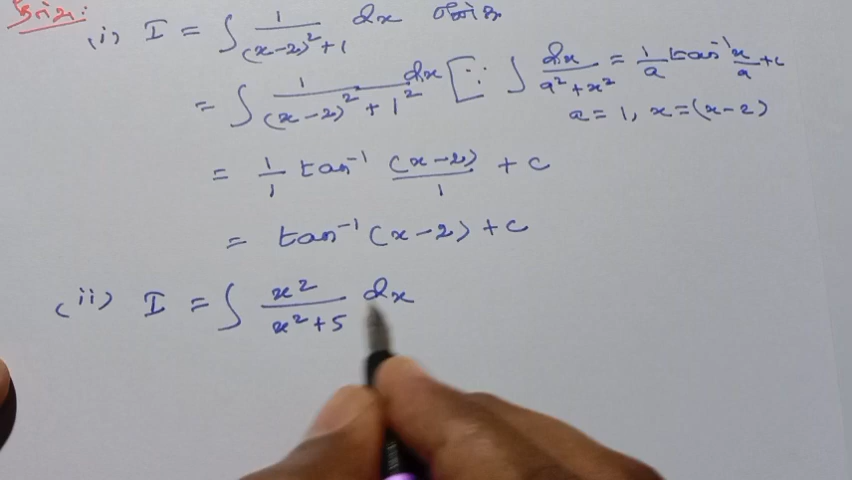 (i) I = ∫ 1/((x-2)²+1) dx என்க
= ∫ 1/((x-2)²+1²) dx [∵ ∫ dx/(a²+x²) = 1/a tan⁻¹ x/a + c
a = 1, x = (x-2)
= 1/1 tan⁻¹ (x-2)/1 + c
= tan⁻¹ (x-2) + c
(ii) I = ∫ x²/(x²+5) dx